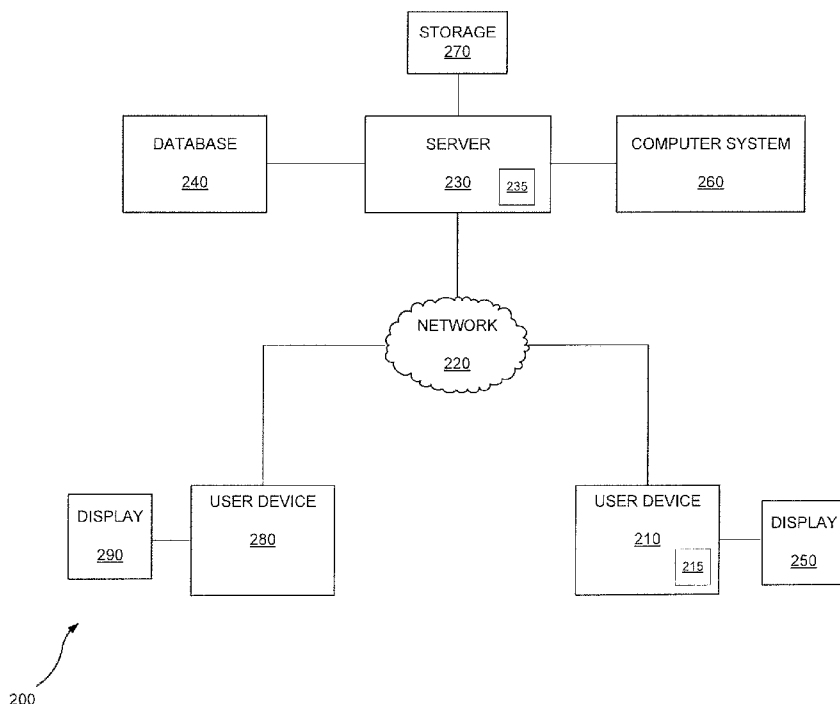 STORAGE
270
DATABASE
240
SERVER
230
235
COMPUTER SYSTEM
260
NETWORK
220
DISPLAY
290
USER DEVICE
280
USER DEVICE
210
215
DISPLAY
250
200